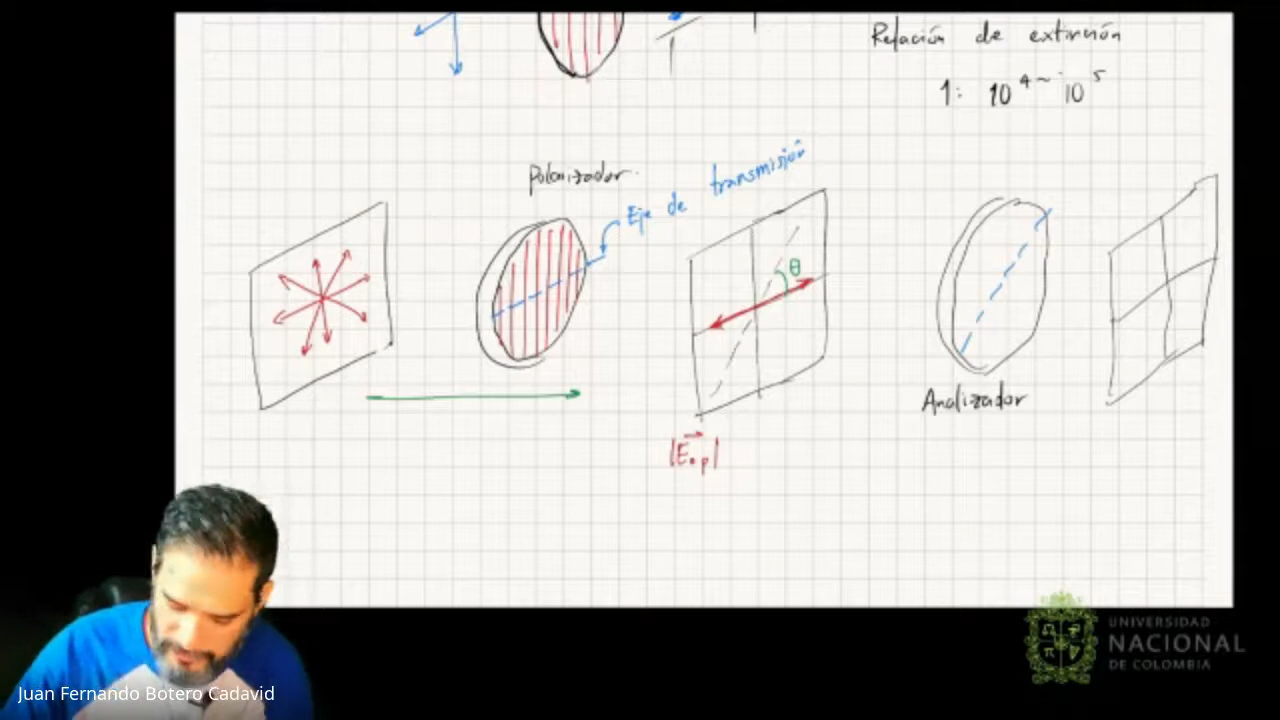 Relación de extinción
1: 10⁴ ~ 10⁵
Polarizador.
Eje de transmisión
θ
Analizador
|E₀p|
Juan Fernando Botero Cadavid
UNIVERSIDAD
NACIONAL
DE COLOMBIA